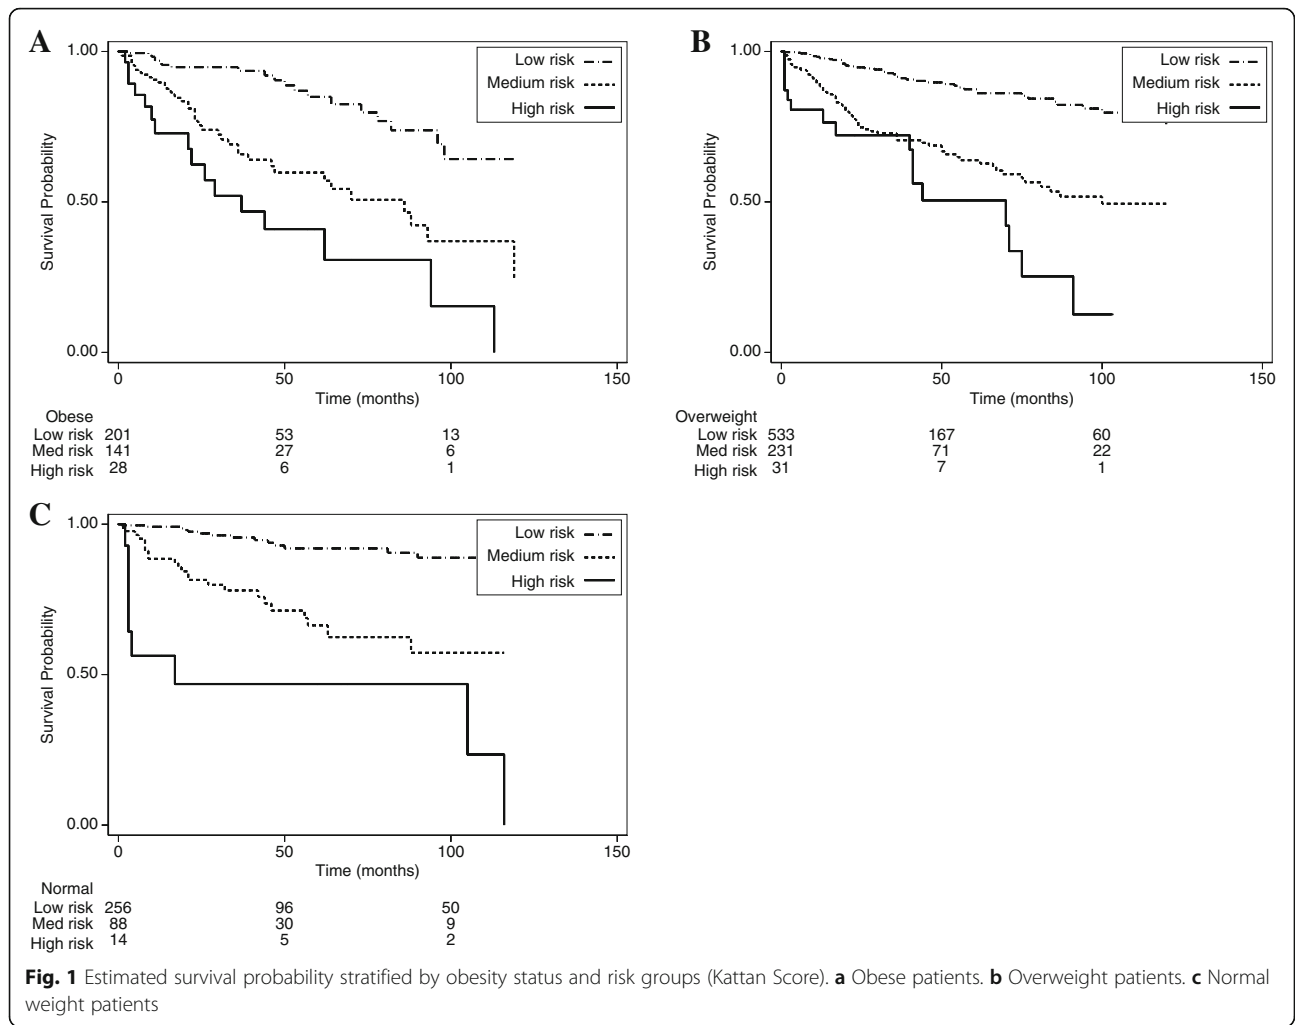 A
1.00
0.50
0.00
Survival Probability
Low risk
Medium risk
High risk
0 50 100 150
Time (months)
Obese
Low risk 201 53 13
Med risk 141 27 6
High risk 28 6 1
B
1.00
0.50
0.00
Survival Probability
Low risk
Medium risk
High risk
0 50 100 150
Time (months)
Overweight
Low risk 533 167 60
Med risk 231 71 22
High risk 31 7 1
C
1.00
0.50
0.00
Survival Probability
Low risk
Medium risk
High risk
0 50 100 150
Time (months)
Normal
Low risk 256 96 50
Med risk 88 30 9
High risk 14 5 2
Fig. 1 Estimated survival probability stratified by obesity status and risk groups (Kattan Score). a Obese patients. b Overweight patients. c Normal
weight patients